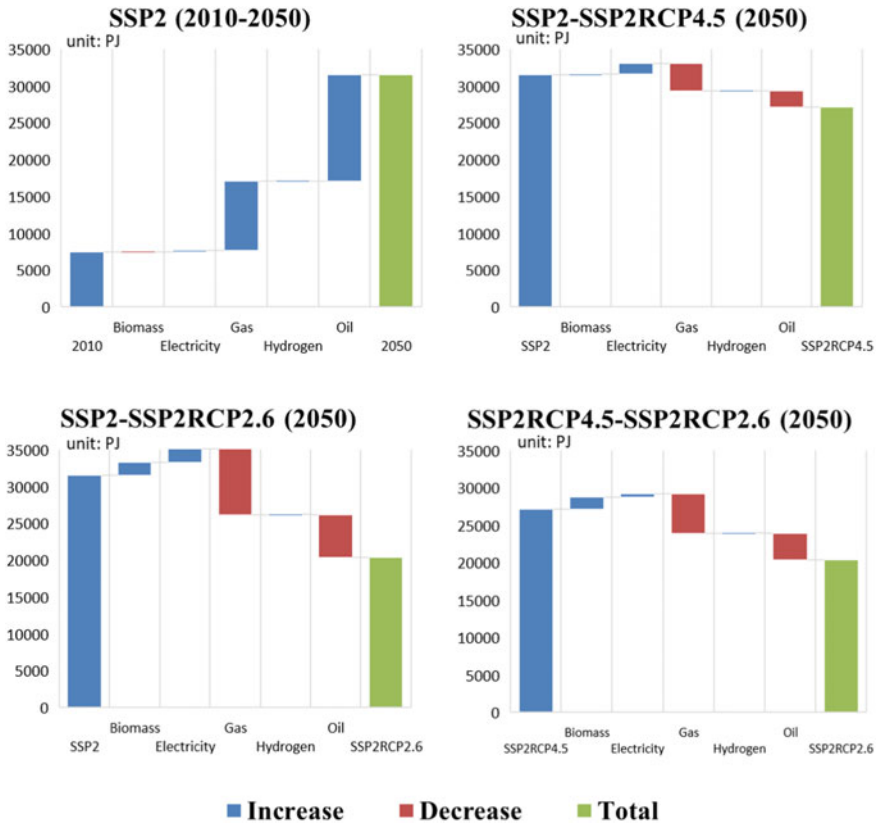 SSP2 (2010-2050)
unit: PJ
35000
30000
25000
20000
15000
10000
5000
0
Biomass Gas Oil
2010 Electricity Hydrogen 2050
SSP2-SSP2RCP4.5 (2050)
unit: PJ
35000
30000
25000
20000
15000
10000
5000
0
Biomass Gas Oil
SSP2 Electricity Hydrogen SSP2RCP4.5
SSP2-SSP2RCP2.6 (2050)
unit: PJ
35000
30000
25000
20000
15000
10000
5000
0
Biomass Gas Oil
SSP2 Electricity Hydrogen SSP2RCP2.6
SSP2RCP4.5-SSP2RCP2.6 (2050)
unit: PJ
35000
30000
25000
20000
15000
10000
5000
0
Biomass Gas Oil
SSP2RCP4.5 Electricity Hydrogen SSP2RCP2.6
Increase Decrease Total